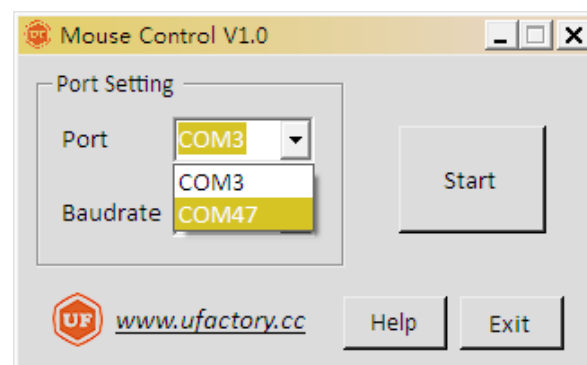 Mouse Control V1.0
Port Setting
Port COM3
COM3
Baudrate COM47
Start
UF www.ufactory.cc Help Exit